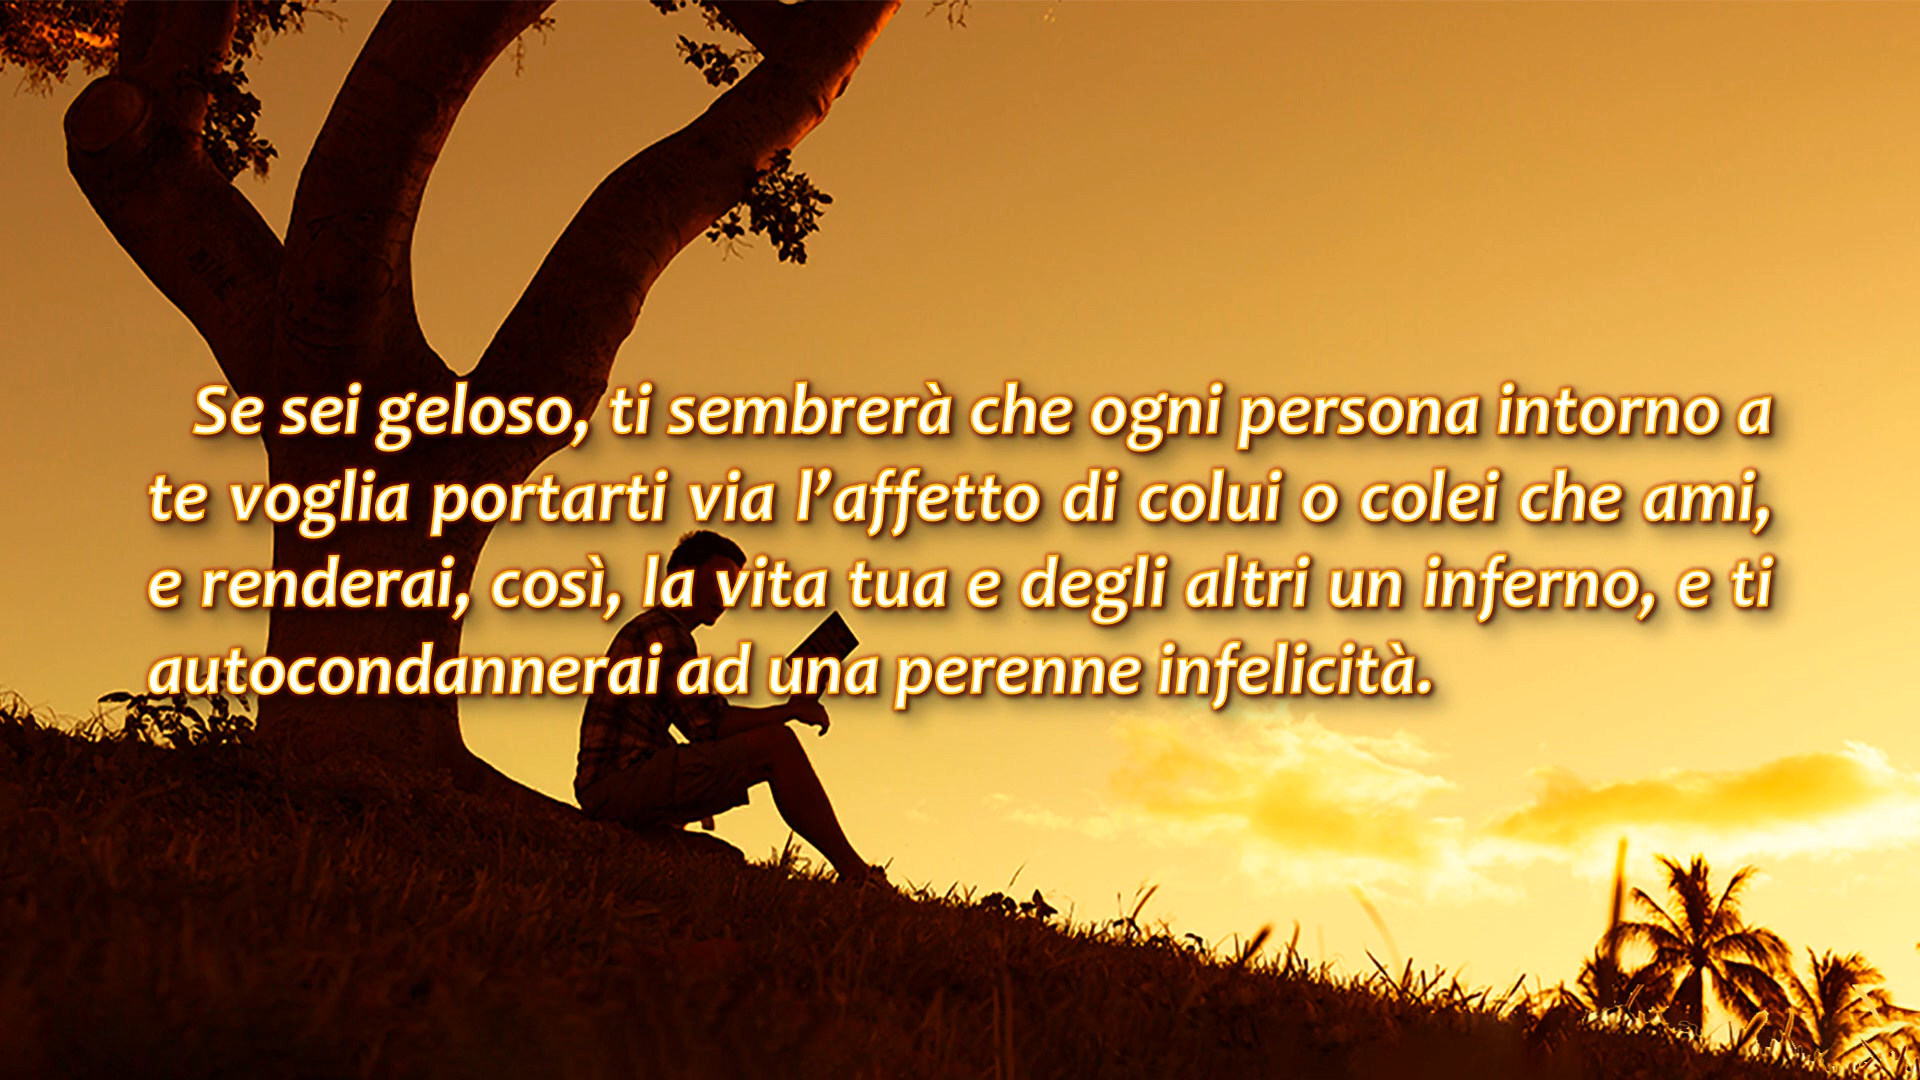 Se sei geloso, ti sembrerà che ogni persona intorno a
te voglia portarti via l’affetto di colui o colei che ami,
e renderai, così, la vita tua e degli altri un inferno, e ti
autocondannerai ad una perenne infelicità.